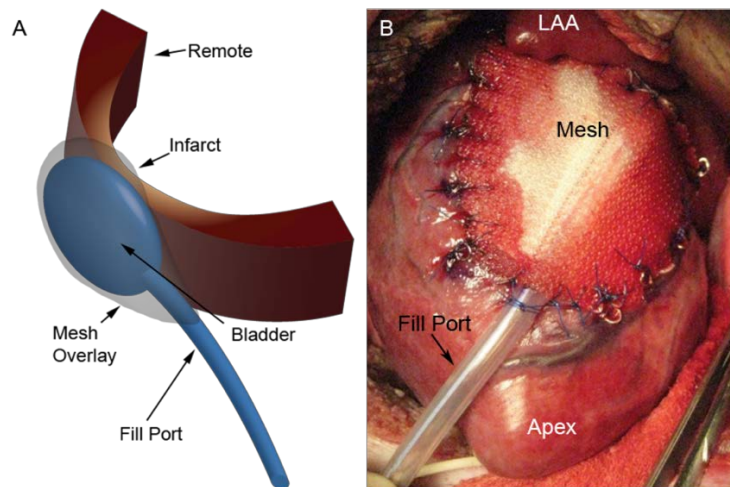 A
Remote
Infarct
Mesh
Overlay
Bladder
Fill Port
B
LAA
Mesh
Fill Port
Apex